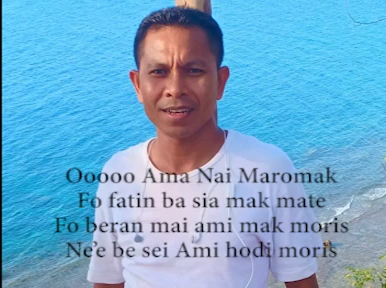 Ooooo Ama Nai Maromak
Fo fatin ba sia mak mate
Fo beran mai ami mak moris
Ne'e be sei Ami hodi moris